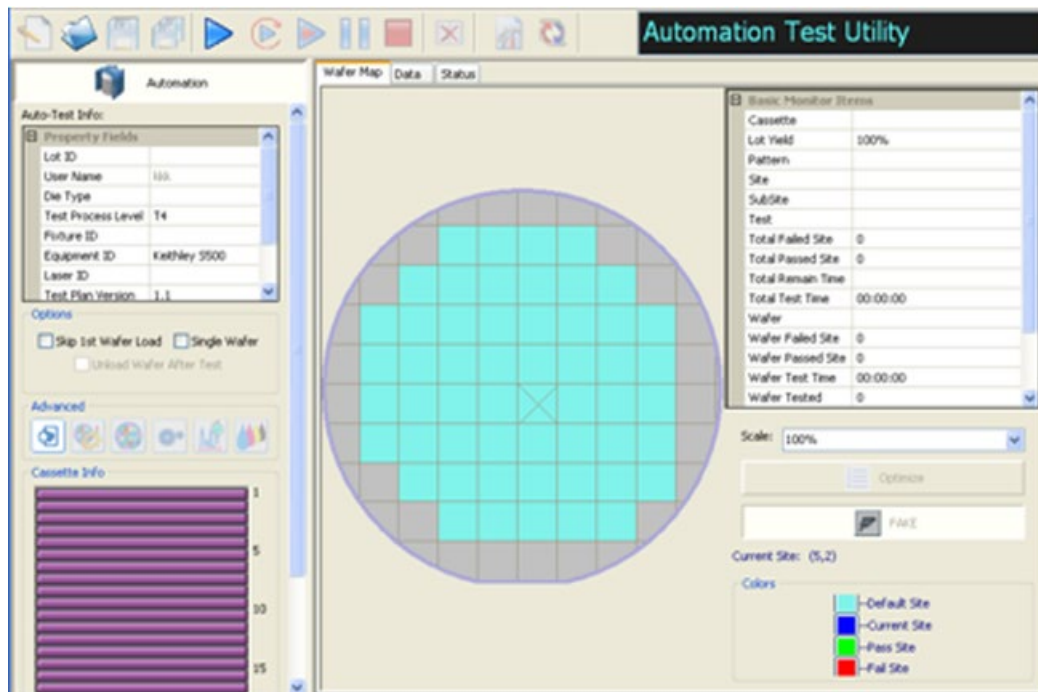 Automation Test Utility
Automation
Auto-Test Info:
Property Fields
Lot ID
User Name
Die Type
Test Process Level T4
Fixture ID
Equipment ID Keithley S500
Laser ID
Test Plan Version 1.1
Options
Skip 1st Wafer Load Single Wafer
Unload Wafer After Test
Advanced
Cassette Info
1
5
10
15
Wafer Map Data Status
Basic Monitor Items
Cassette
Lot Yield 100%
Pattern
Site
SubSite
Test
Total Failed Site 0
Total Passed Site 0
Total Remain Time
Total Test Time 00:00:00
Wafer
Wafer Failed Site 0
Wafer Passed Site 0
Wafer Test Time 00:00:00
Wafer Tested 0
Scale: 100%
Optimize
FAKE
Current Site: (5,2)
Colors
Default Site
Current Site
Pass Site
Fail Site